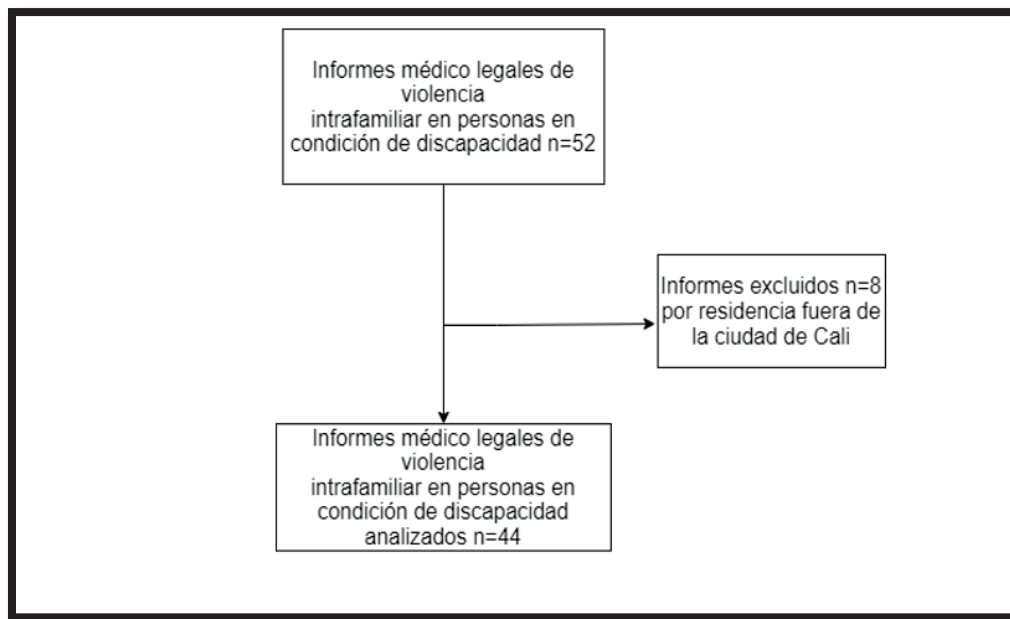 Informes médico legales de
violencia
intrafamiliar en personas en
condición de discapacidad n=52
Informes excluidos n=8
por residencia fuera de
la ciudad de Cali
Informes médico legales de
violencia
intrafamiliar en personas en
condición de discapacidad
analizados n=44